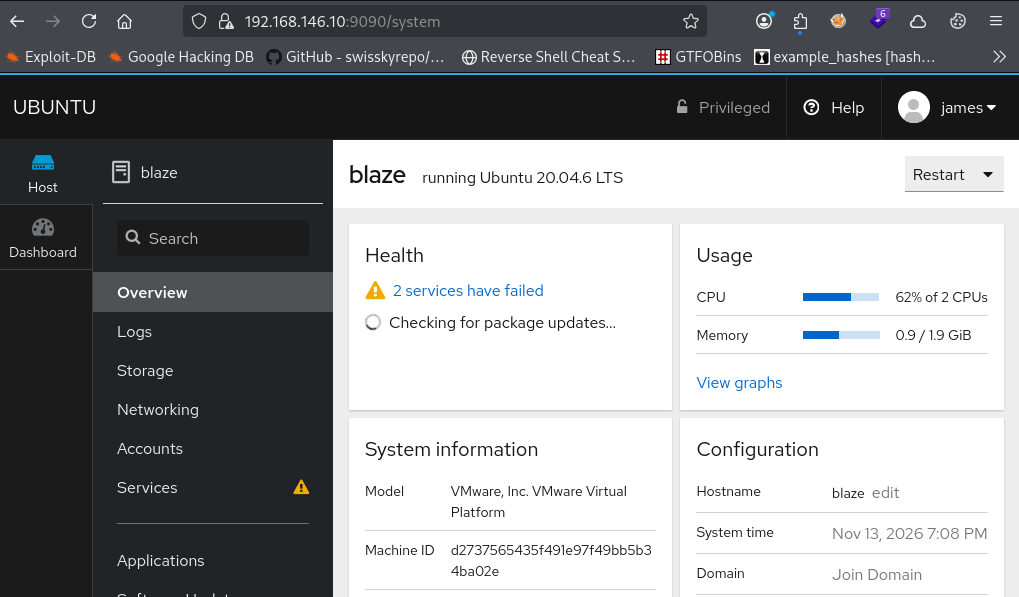 192.168.146.10:9090/system
6
Exploit-DB
Google Hacking DB
GitHub - swisskyrepo/...
Reverse Shell Cheat S...
GTFOBins
example_hashes [hash...
UBUNTU
Privileged
Help
james
Host
Dashboard
blaze
Search
Overview
Logs
Storage
Networking
Accounts
Services
Applications
blaze running Ubuntu 20.04.6 LTS
Restart
Health
2 services have failed
Checking for package updates...
Usage
CPU 62% of 2 CPUs
Memory 0.9 / 1.9 GiB
View graphs
System information
Model VMware, Inc. VMware Virtual
Platform
Machine ID d2737565435f491e97f49bb5b3
4ba02e
Configuration
Hostname blaze edit
System time Nov 13, 2026 7:08 PM
Domain Join Domain